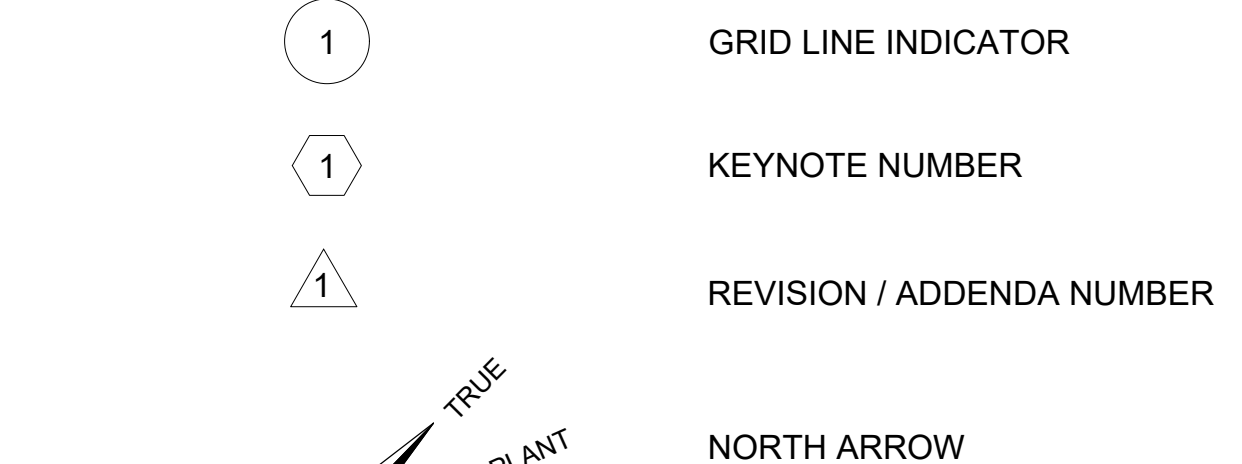 1 GRID LINE INDICATOR
1 KEYNOTE NUMBER
1 REVISION / ADDENDA NUMBER
TRUE
PLANT
NORTH ARROW